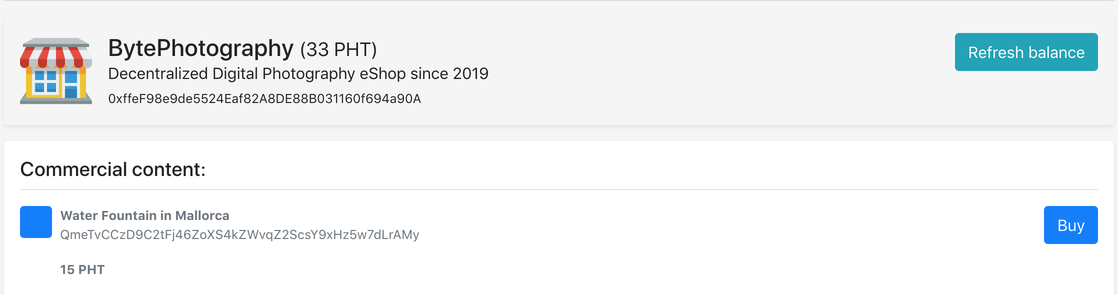 BytePhotography (33 PHT)
Refresh balance
Decentralized Digital Photography eShop since 2019
0xffeF98e9de5524Eaf82A8DE88B031160f694a90A
Commercial content:
Water Fountain in Mallorca
Buy
QmeTvCCzD9C2tFj46ZoXS4kZWvqZ2ScsY9xHz5w7dLrAMy
15 PHT